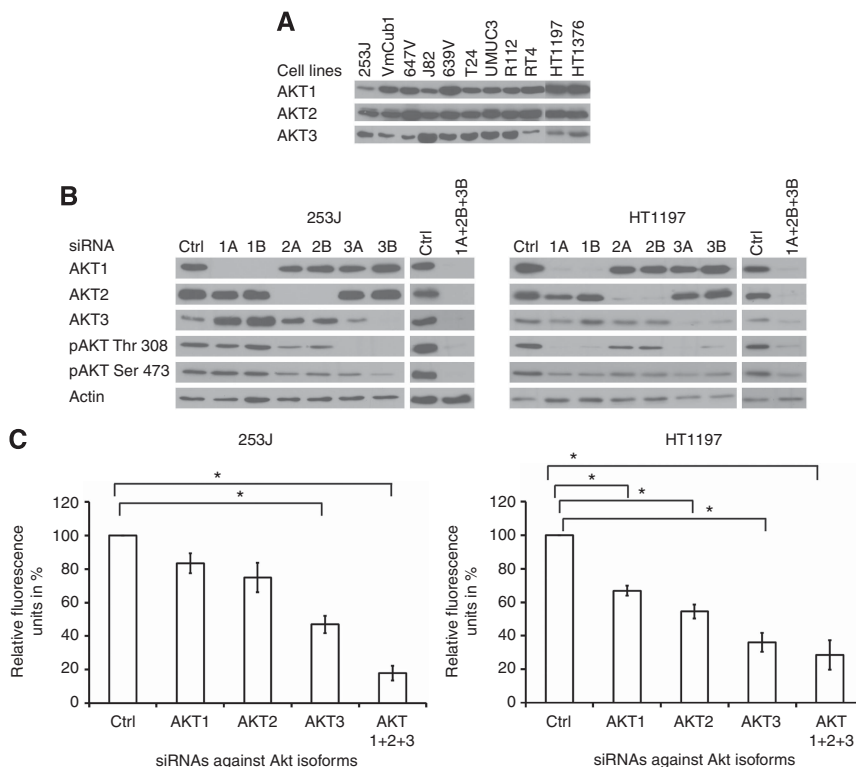 A
Cell lines 253J VmCub1 647V J82 639V T24 UMUC3 R112 RT4 HT1197 HT1376
AKT1
AKT2
AKT3
B
253J HT1197
siRNA Ctrl 1A 1B 2A 2B 3A 3B Ctrl 1A+2B+3B Ctrl 1A 1B 2A 2B 3A 3B Ctrl 1A+2B+3B
AKT1
AKT2
AKT3
pAKT Thr 308
pAKT Ser 473
Actin
C
253J
*
*
Relative fluorescence
units in %
120
100
80
60
40
20
0
Ctrl AKT1 AKT2 AKT3 AKT
1+2+3
siRNAs against Akt isoforms
HT1197
*
*
*
*
Relative fluorescence
units in %
120
100
80
60
40
20
0
Ctrl AKT1 AKT2 AKT3 AKT
1+2+3
siRNAs against Akt isoforms